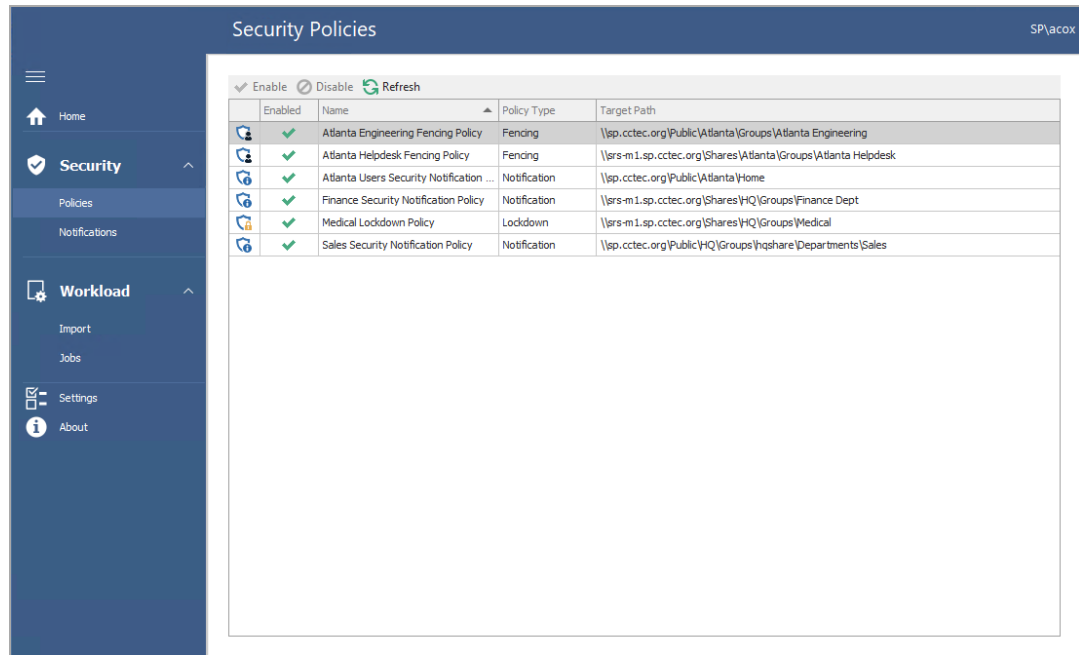 Security Policies
SP\acox
Home
Security
Policies
Notifications
Workload
Import
Jobs
Settings
About
Enable Disable Refresh
Enabled Name Policy Type Target Path
Atlanta Engineering Fencing Policy Fencing \\sp.cctec.org\Public\Atlanta\Groups\Atlanta Engineering
Atlanta Helpdesk Fencing Policy Fencing \\srs-m1.sp.cctec.org\Shares\Atlanta\Groups\Atlanta Helpdesk
Atlanta Users Security Notification ... Notification \\sp.cctec.org\Public\Atlanta\Home
Finance Security Notification Policy Notification \\srs-m1.sp.cctec.org\Shares\HQ\Groups\Finance Dept
Medical Lockdown Policy Lockdown \\srs-m1.sp.cctec.org\Shares\HQ\Groups\Medical
Sales Security Notification Policy Notification \\sp.cctec.org\Public\HQ\Groups\hqshare\Departments\Sales